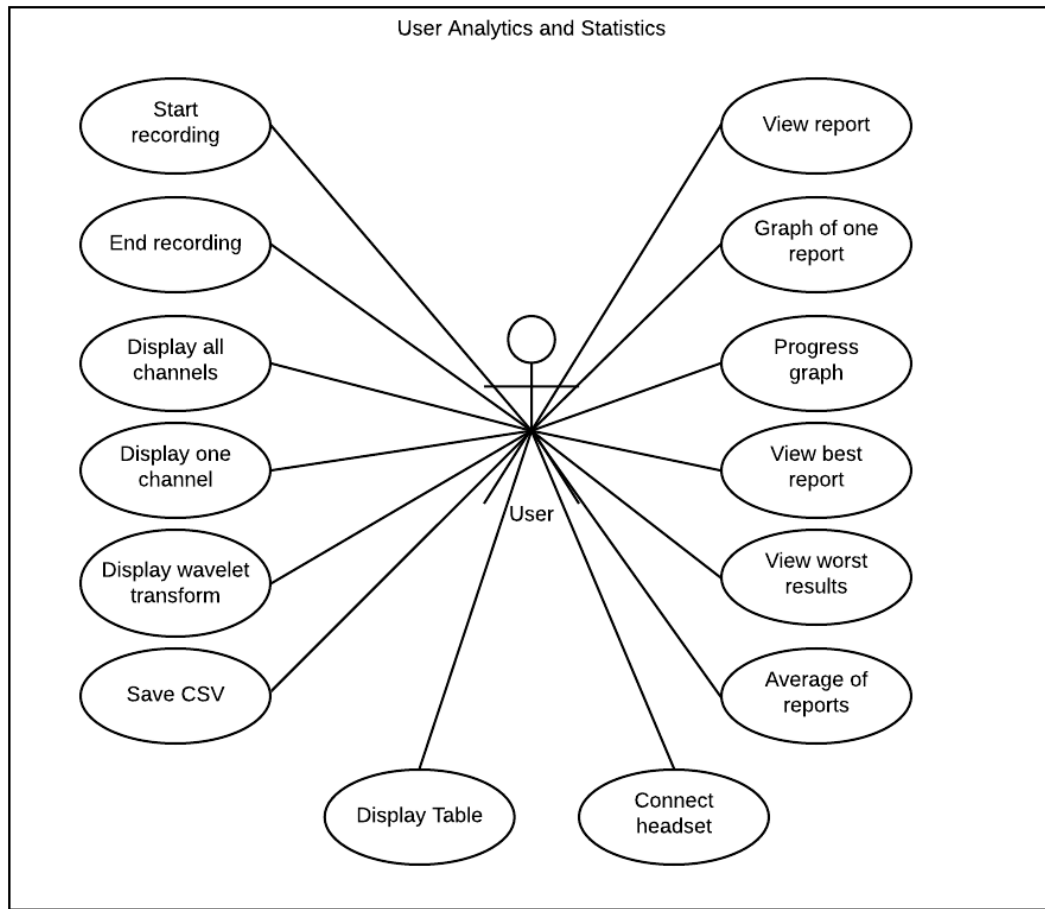 User Analytics and Statistics
Start
recording
End recording
Display all
channels
Display one
channel
Display wavelet
transform
Save CSV
User
View report
Graph of one
report
Progress
graph
View best
report
View worst
results
Average of
reports
Display Table
Connect
headset